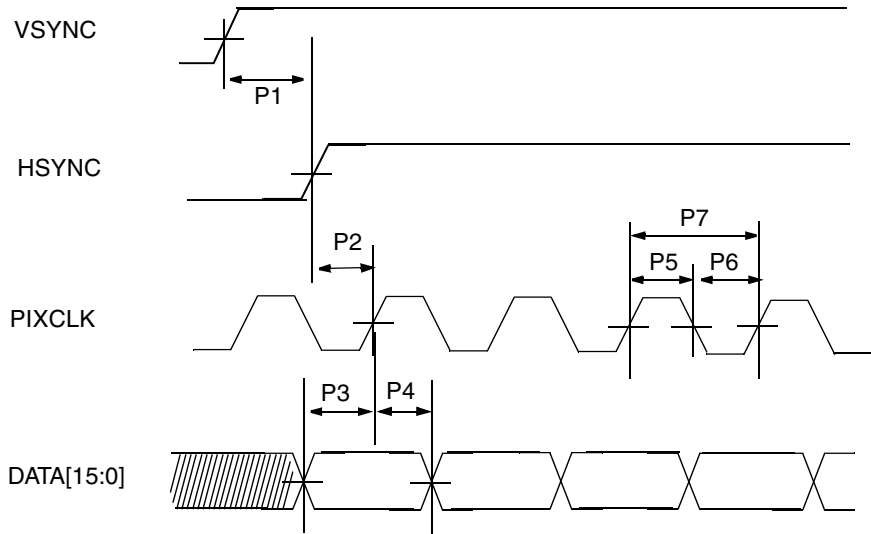 VSYNC
P1
HSYNC
P2
P7
P5 P6
PIXCLK
P3 P4
DATA[15:0]